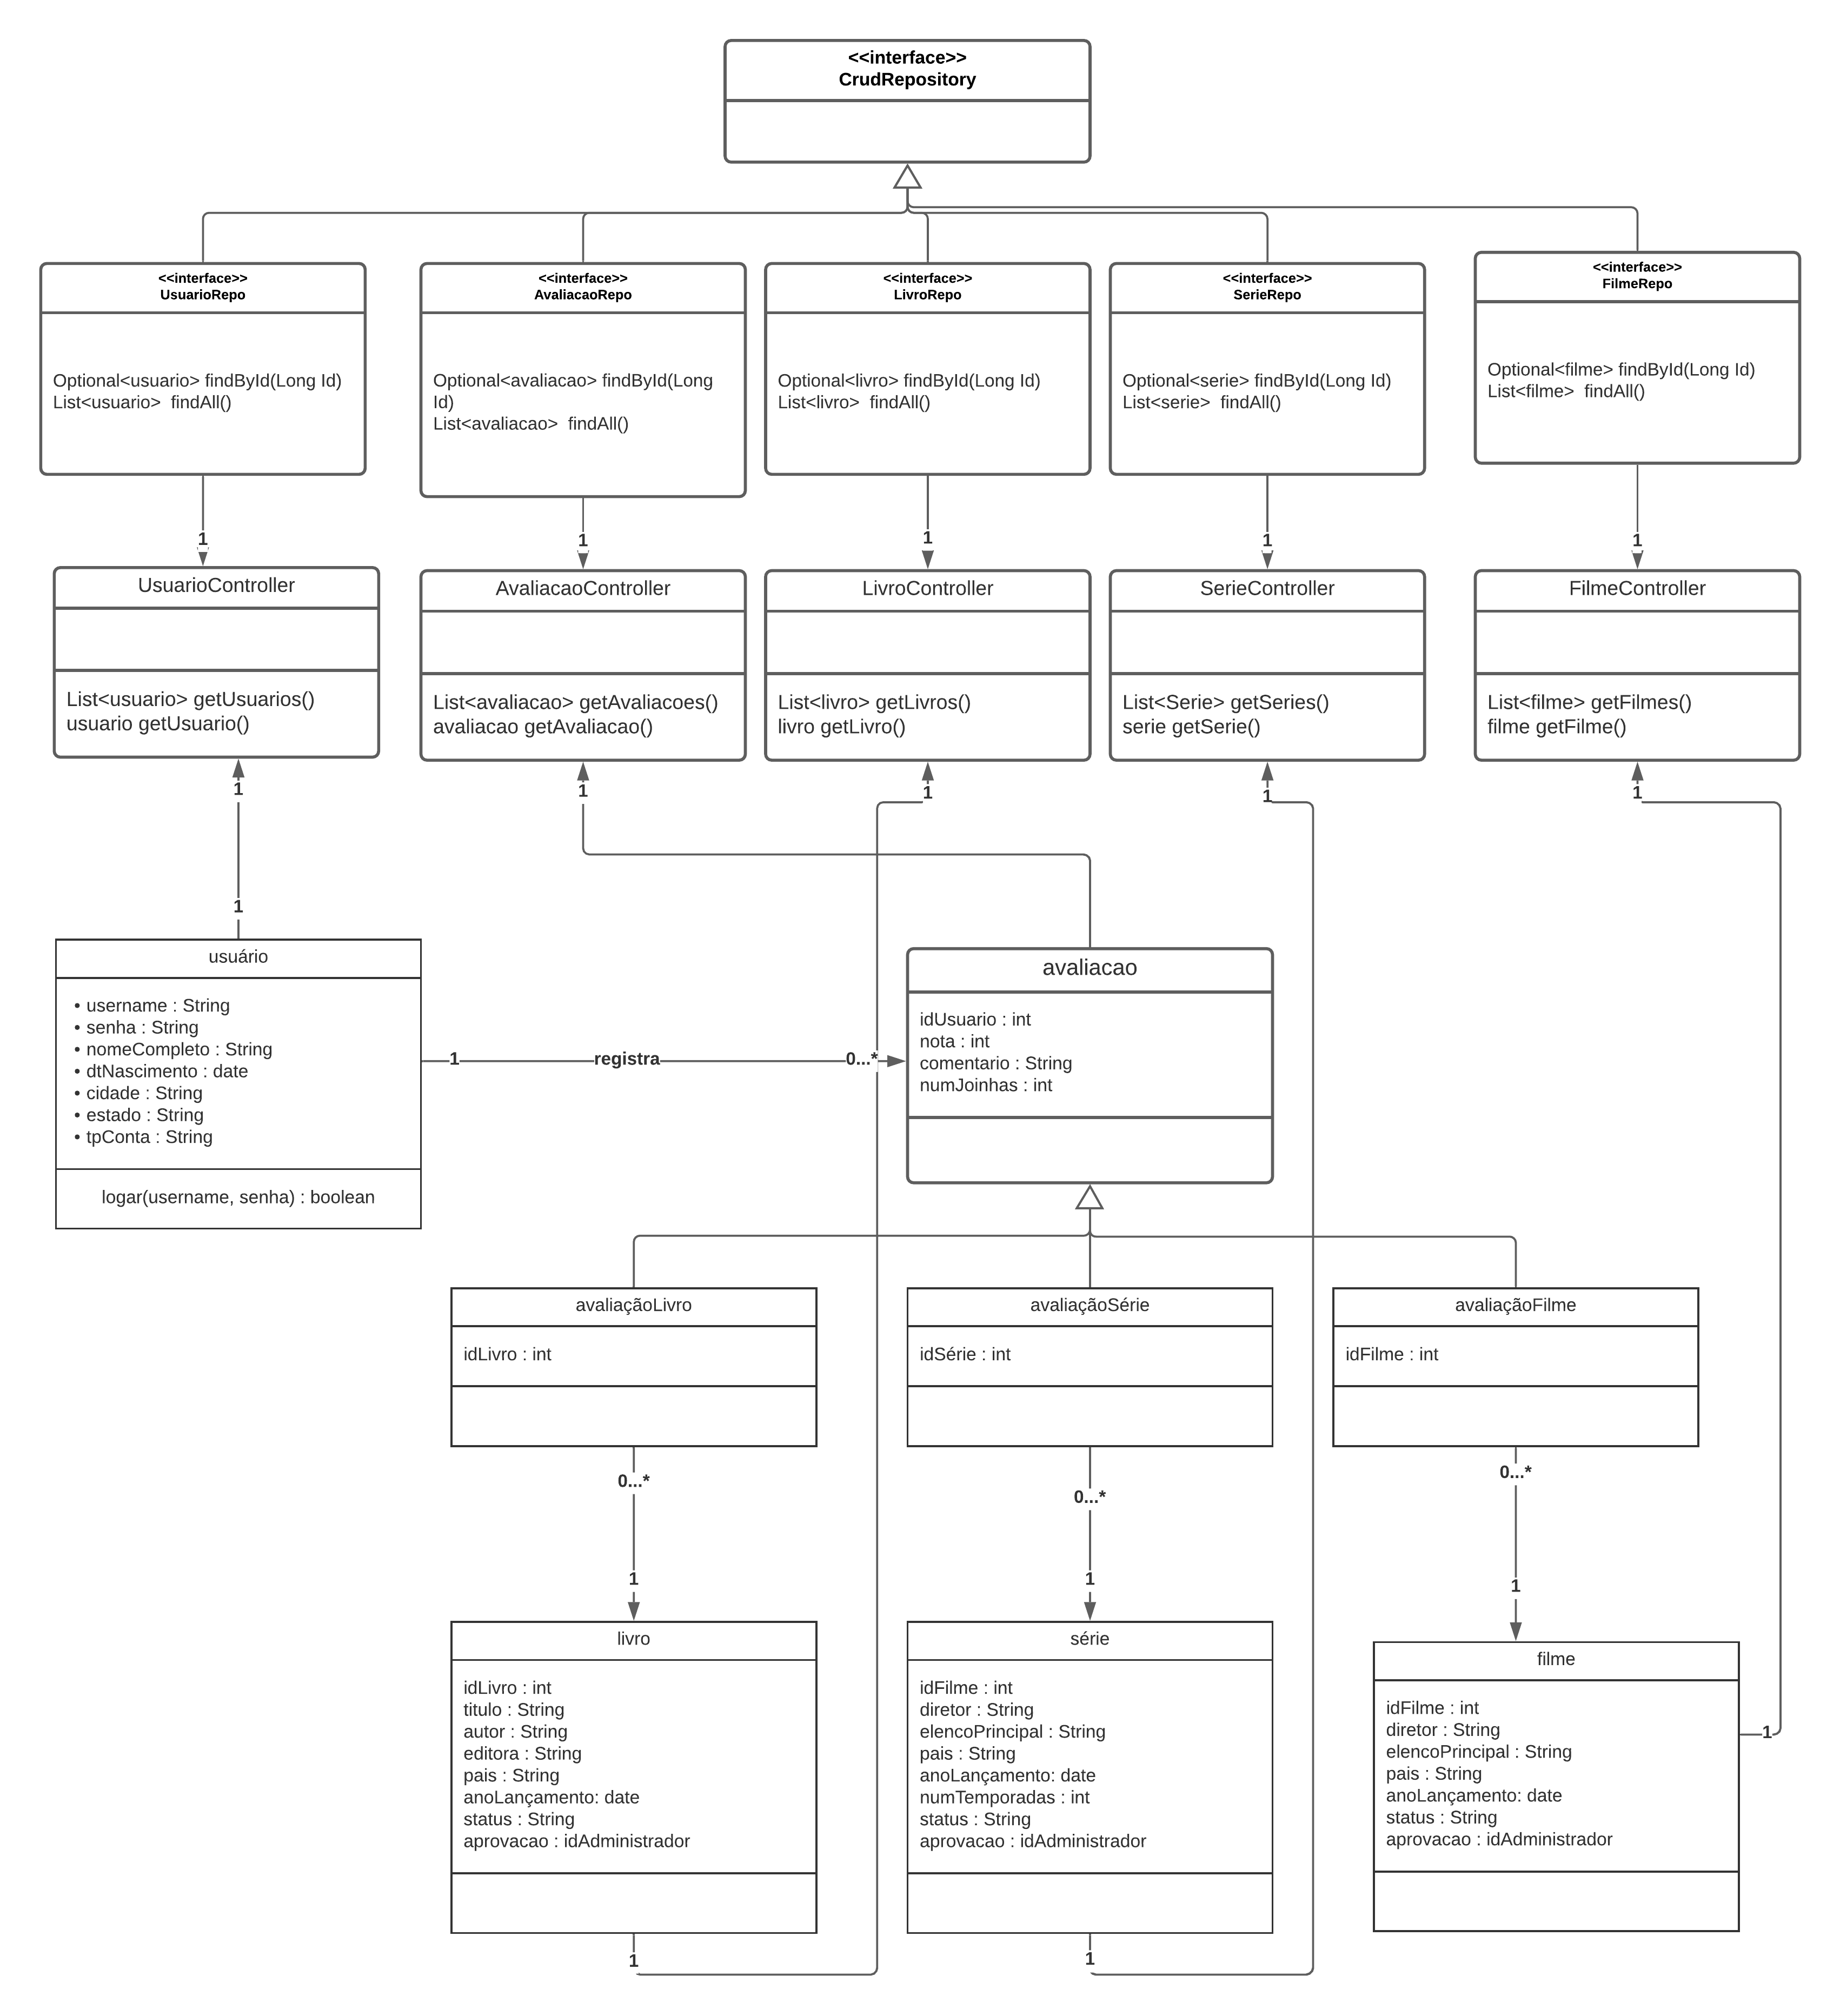 <<interface>>
CrudRepository
<<interface>>
UsuarioRepo
Optional<usuario> findById(Long Id)
List<usuario>  findAll()
<<interface>>
AvaliacaoRepo
Optional<avaliacao> findById(Long
Id)
List<avaliacao>  findAll()
<<interface>>
LivroRepo
Optional<livro> findById(Long Id)
List<livro>  findAll()
<<interface>>
SerieRepo
Optional<serie> findById(Long Id)
List<serie>  findAll()
<<interface>>
FilmeRepo
Optional<filme> findById(Long Id)
List<filme>  findAll()
1
1
1
1
1
UsuarioController
List<usuario> getUsuarios()
usuario getUsuario()
AvaliacaoController
List<avaliacao> getAvaliacoes()
avaliacao getAvaliacao()
LivroController
List<livro> getLivros()
livro getLivro()
SerieController
List<Serie> getSeries()
serie getSerie()
FilmeController
List<filme> getFilmes()
filme getFilme()
1
1
1
1
1
1
usuário
• username : String
• senha : String
• nomeCompleto : String
• dtNascimento : date
• cidade : String
• estado : String
• tpConta : String
logar(username, senha) : boolean
1
registra
0...*
avaliacao
idUsuario : int
nota : int
comentario : String
numJoinhas : int
avaliaçãoLivro
idLivro : int
avaliaçãoSérie
idSérie : int
avaliaçãoFilme
idFilme : int
0...*
0...*
0...*
1
1
1
livro
idLivro : int
titulo : String
autor : String
editora : String
pais : String
anoLançamento: date
status : String
aprovacao : idAdministrador
série
idFilme : int
diretor : String
elencoPrincipal : String
pais : String
anoLançamento: date
numTemporadas : int
status : String
aprovacao : idAdministrador
filme
idFilme : int
diretor : String
elencoPrincipal : String
pais : String
anoLançamento: date
status : String
aprovacao : idAdministrador
1
1
1